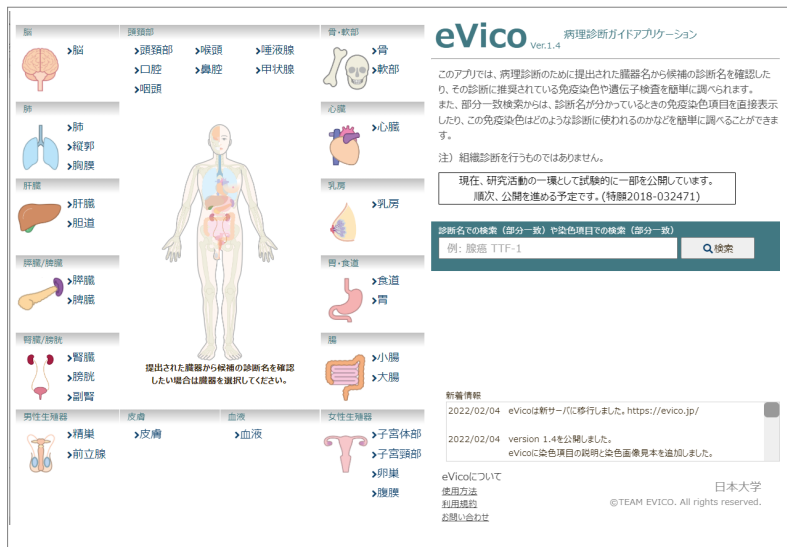 脳
›脳
頭頚部
›頭頚部 ›喉頭 ›唾液腺
›口腔 ›鼻腔 ›甲状腺
›咽頭
骨・軟部
›骨
›軟部
肺
›肺
›縦郭
›胸膜
心臓
›心臓
肝臓
›肝臓
›胆道
乳房
›乳房
膵臓/脾臓
›膵臓
›脾臓
胃・食道
›食道
›胃
腎臓/膀胱
›腎臓
›膀胱
›副腎
腸
›小腸
›大腸
提出された臓器から候補の診断名を確認
したい場合は臓器を選択してください。
男性生殖器
›精巣
›前立腺
皮膚
›皮膚
血液
›血液
女性生殖器
›子宮体部
›子宮頸部
›卵巣
›腹膜
eVico Ver.1.4 病理診断ガイドアプリケーション
このアプリでは、病理診断のために提出された臓器名から候補の診断名を確認した
り、その診断に推奨されている免疫染色や遺伝子検査を簡単に調べられます。
また、部分一致検索からは、診断名が分かっているときの免疫染色項目を直接表示
したり、この免疫染色はどのような診断に使われるのかなどを簡単に調べることができま
す。
注）組織診断を行うものではありません。
現在、研究活動の一環として試験的に一部を公開しています。
順次、公開を進める予定です。(特願2018-032471)
診断名での検索（部分一致）や染色項目での検索（部分一致）
例: 腺癌 TTF-1 検索
新着情報
2022/02/04 eVicoは新サーバに移行しました。https://evico.jp/
2022/02/04 version 1.4を公開しました。
eVicoに染色項目の説明と染色画像見本を追加しました。
eVicoについて
使用方法
利用規約
お問い合わせ
日本大学
©TEAM EVICO. All rights reserved.